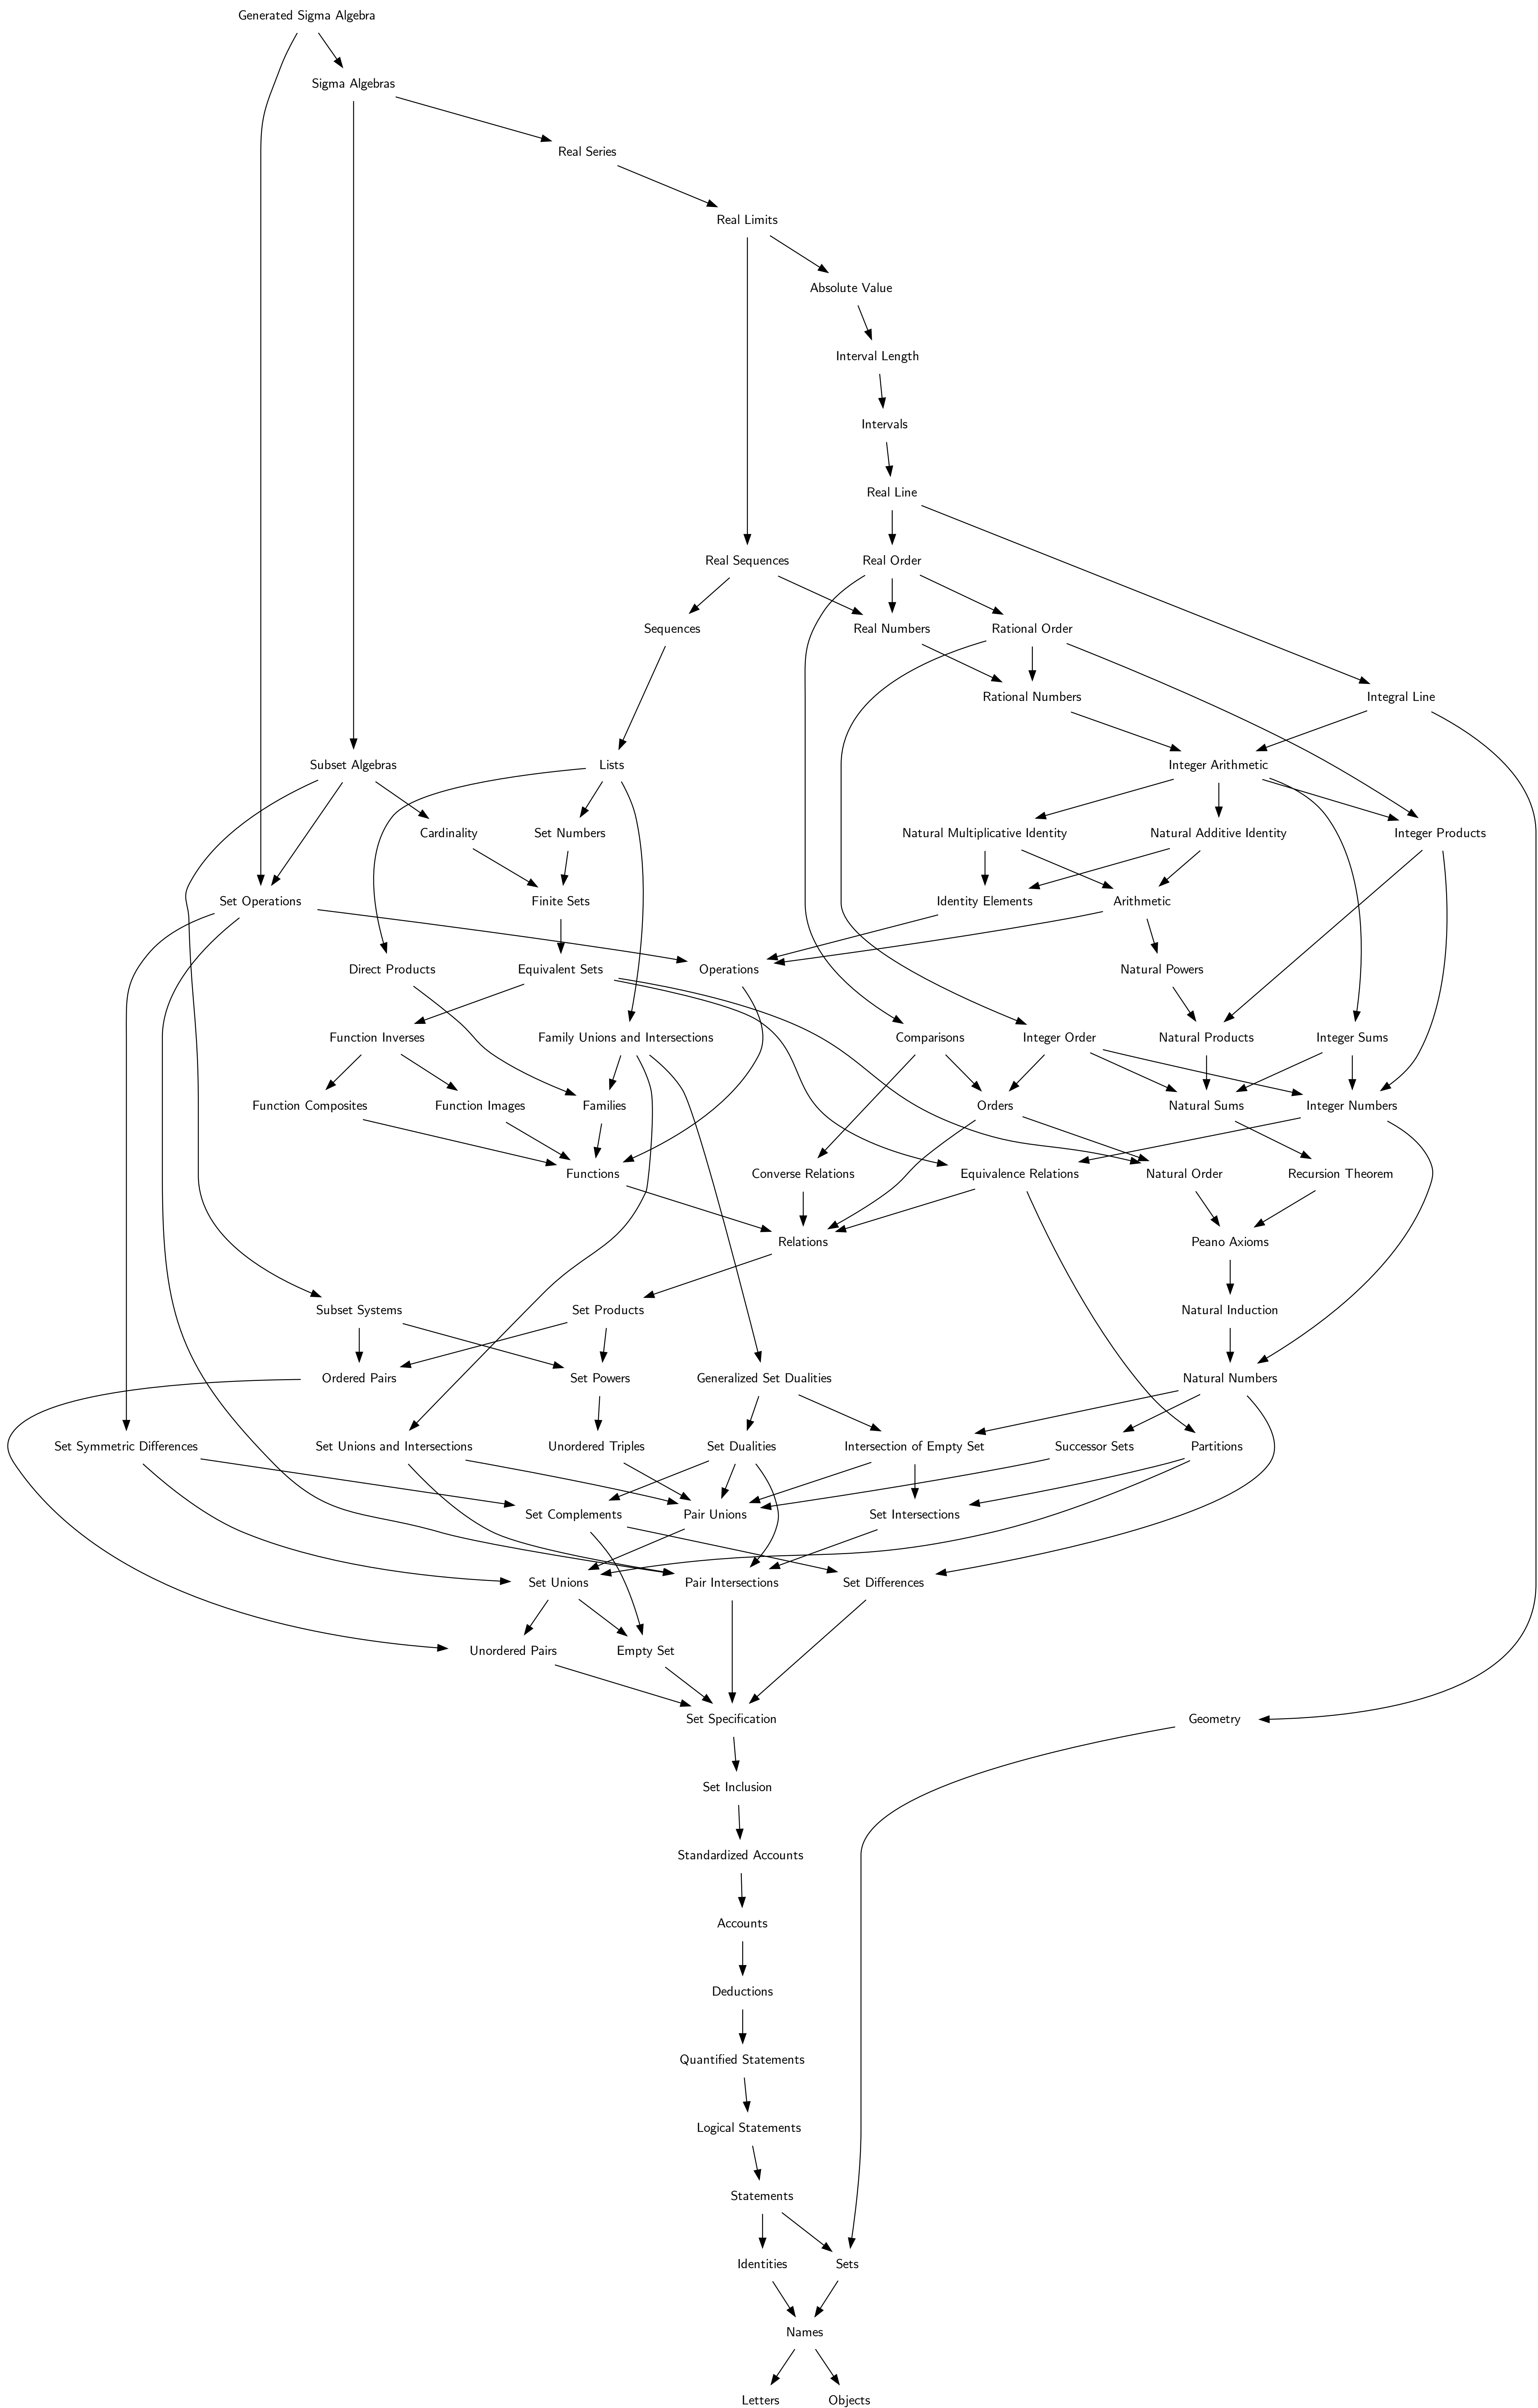 Generated Sigma Algebra
Sigma Algebras
Real Series
Real Limits
Absolute Value
Interval Length
Intervals
Real Line
Real Sequences
Real Order
Sequences
Real Numbers
Rational Order
Rational Numbers
Integral Line
Subset Algebras
Lists
Integer Arithmetic
Cardinality
Set Numbers
Natural Multiplicative Identity
Natural Additive Identity
Integer Products
Set Operations
Finite Sets
Identity Elements
Arithmetic
Direct Products
Equivalent Sets
Operations
Natural Powers
Function Inverses
Family Unions and Intersections
Comparisons
Integer Order
Natural Products
Integer Sums
Function Composites
Function Images
Families
Orders
Natural Sums
Integer Numbers
Functions
Converse Relations
Equivalence Relations
Natural Order
Recursion Theorem
Relations
Peano Axioms
Subset Systems
Set Products
Natural Induction
Ordered Pairs
Set Powers
Generalized Set Dualities
Natural Numbers
Set Symmetric Differences
Set Unions and Intersections
Unordered Triples
Set Dualities
Intersection of Empty Set
Successor Sets
Partitions
Set Complements
Pair Unions
Set Intersections
Set Unions
Pair Intersections
Set Differences
Unordered Pairs
Empty Set
Set Specification
Geometry
Set Inclusion
Standardized Accounts
Accounts
Deductions
Quantified Statements
Logical Statements
Statements
Identities
Sets
Names
Letters
Objects